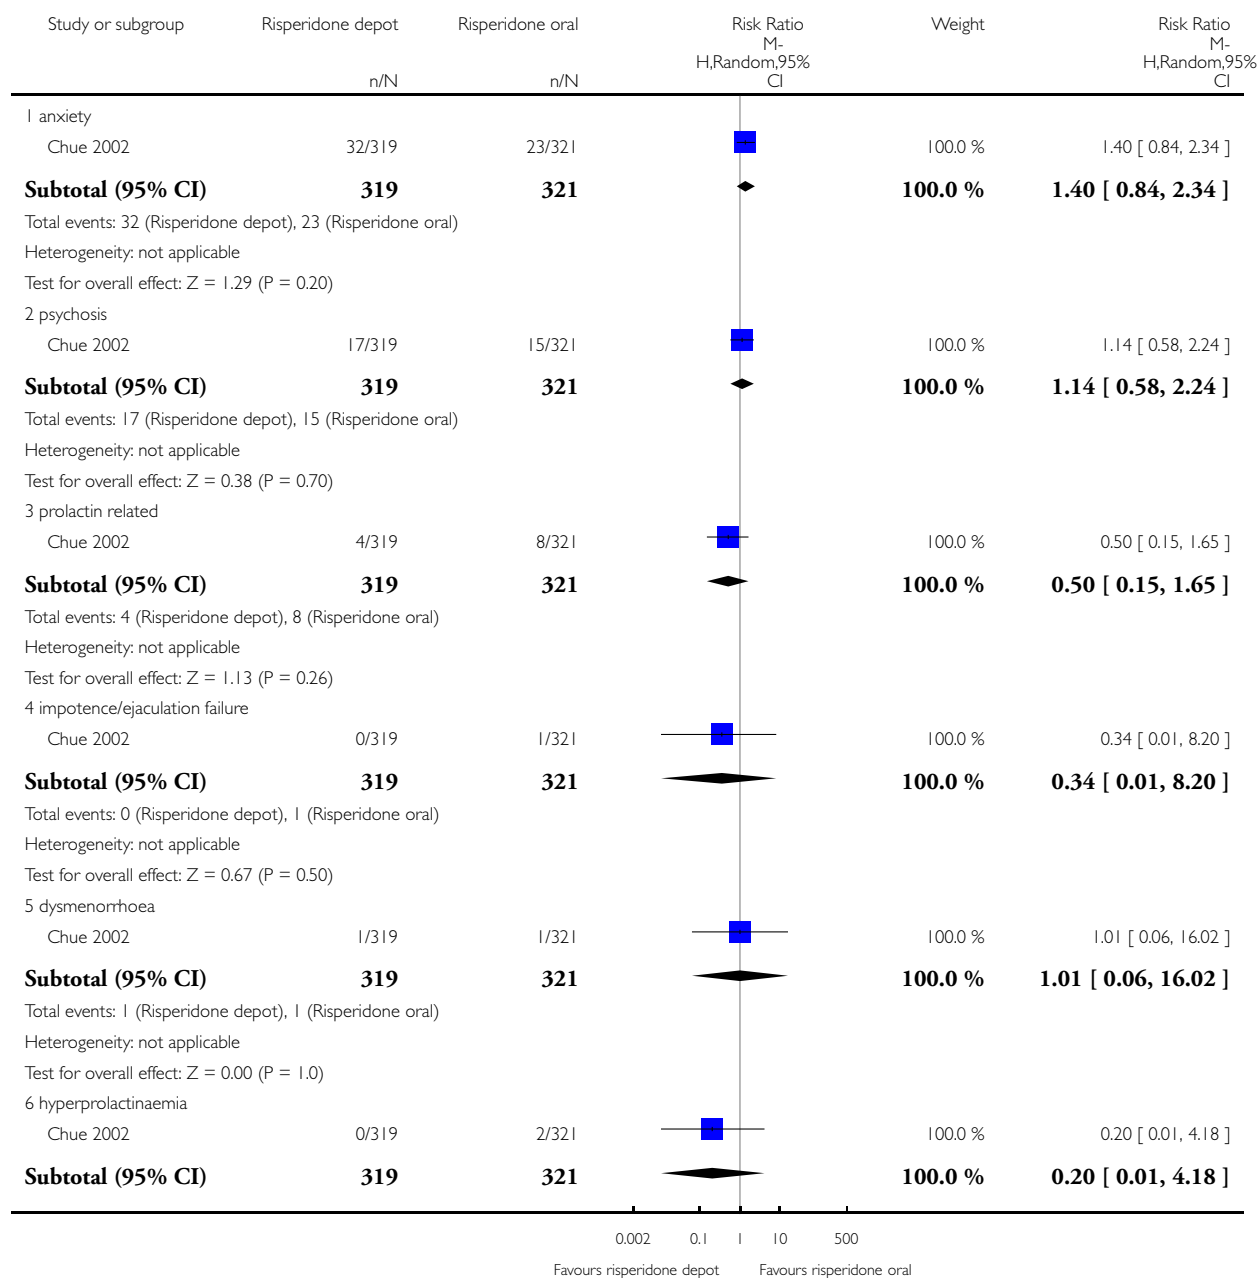 Study or subgroup Risperidone depot Risperidone oral Risk Ratio Weight Risk Ratio
M- M-
H,Random,95% H,Random,95%
n/N n/N CI CI
1 anxiety
Chue 2002 32/319 23/321 100.0 % 1.40 [ 0.84, 2.34 ]
Subtotal (95% CI) 319 321 100.0 % 1.40 [ 0.84, 2.34 ]
Total events: 32 (Risperidone depot), 23 (Risperidone oral)
Heterogeneity: not applicable
Test for overall effect: Z = 1.29 (P = 0.20)
2 psychosis
Chue 2002 17/319 15/321 100.0 % 1.14 [ 0.58, 2.24 ]
Subtotal (95% CI) 319 321 100.0 % 1.14 [ 0.58, 2.24 ]
Total events: 17 (Risperidone depot), 15 (Risperidone oral)
Heterogeneity: not applicable
Test for overall effect: Z = 0.38 (P = 0.70)
3 prolactin related
Chue 2002 4/319 8/321 100.0 % 0.50 [ 0.15, 1.65 ]
Subtotal (95% CI) 319 321 100.0 % 0.50 [ 0.15, 1.65 ]
Total events: 4 (Risperidone depot), 8 (Risperidone oral)
Heterogeneity: not applicable
Test for overall effect: Z = 1.13 (P = 0.26)
4 impotence/ejaculation failure
Chue 2002 0/319 1/321 100.0 % 0.34 [ 0.01, 8.20 ]
Subtotal (95% CI) 319 321 100.0 % 0.34 [ 0.01, 8.20 ]
Total events: 0 (Risperidone depot), 1 (Risperidone oral)
Heterogeneity: not applicable
Test for overall effect: Z = 0.67 (P = 0.50)
5 dysmenorrhoea
Chue 2002 1/319 1/321 100.0 % 1.01 [ 0.06, 16.02 ]
Subtotal (95% CI) 319 321 100.0 % 1.01 [ 0.06, 16.02 ]
Total events: 1 (Risperidone depot), 1 (Risperidone oral)
Heterogeneity: not applicable
Test for overall effect: Z = 0.00 (P = 1.0)
6 hyperprolactinaemia
Chue 2002 0/319 2/321 100.0 % 0.20 [ 0.01, 4.18 ]
Subtotal (95% CI) 319 321 100.0 % 0.20 [ 0.01, 4.18 ]
0.002 0.1 1 10 500
Favours risperidone depot Favours risperidone oral